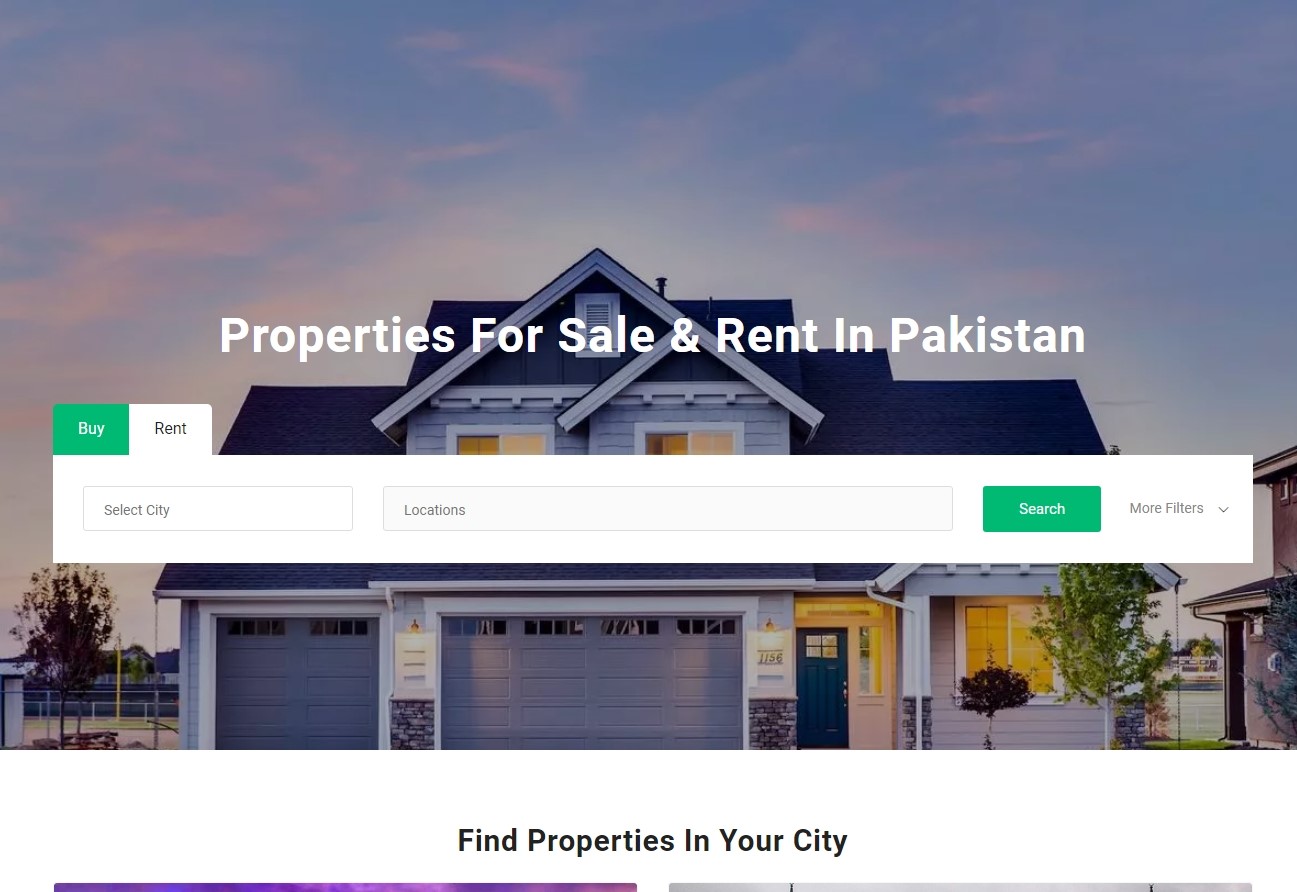 Properties For Sale & Rent In Pakistan
Buy
Rent
Select City
Locations
Search
More Filters
1156
Find Properties In Your City